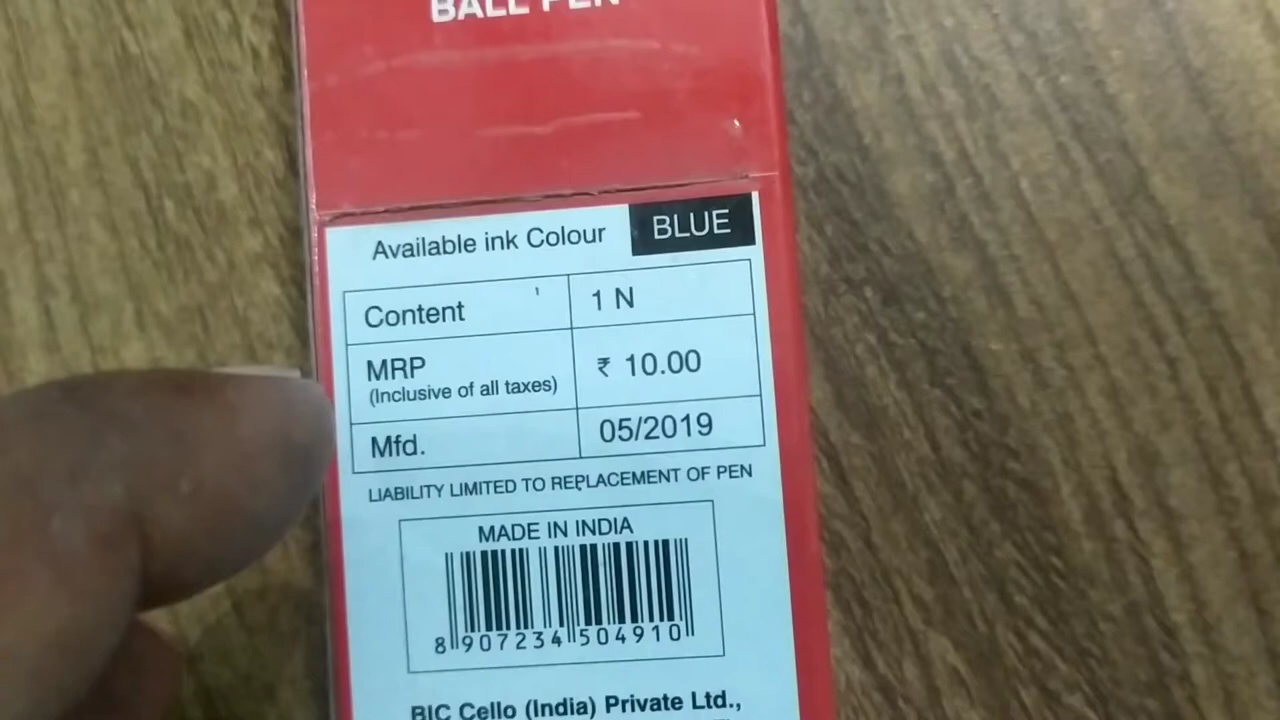 BALL PEN
Available ink Colour BLUE
Content 1 N
MRP ₹ 10.00
(Inclusive of all taxes)
Mfd. 05/2019
LIABILITY LIMITED TO REPLACEMENT OF PEN
MADE IN INDIA
8 907234 504910
BIC Cello (India) Private Ltd.,